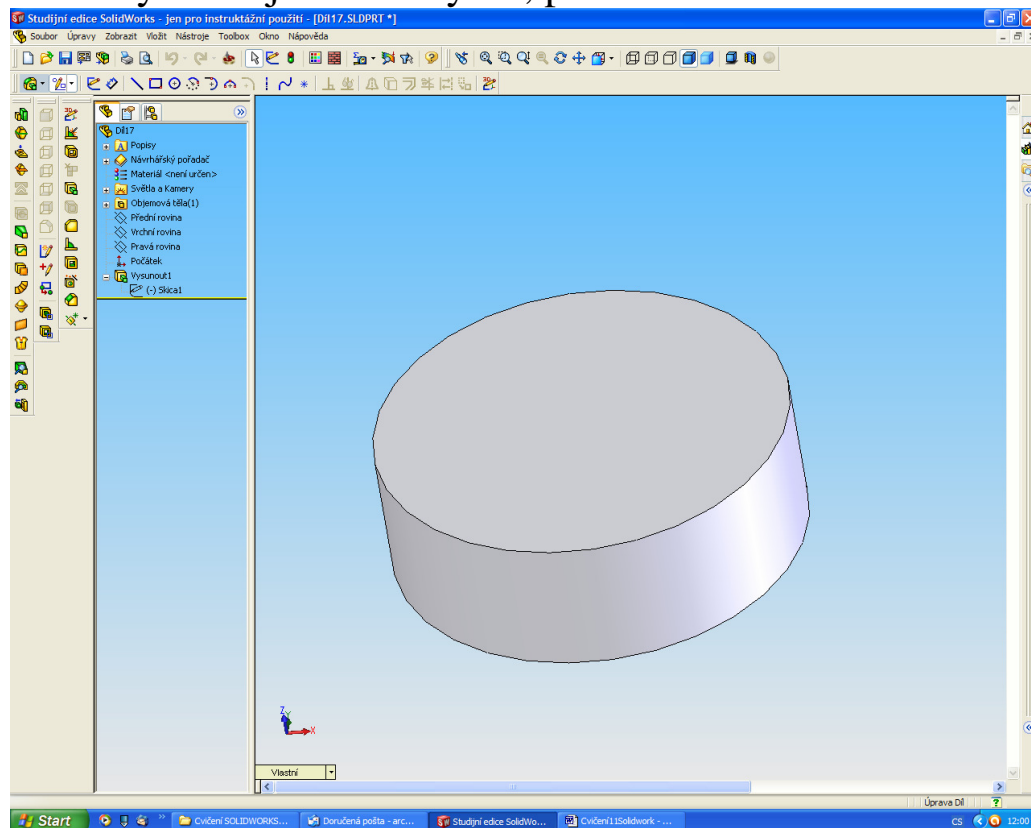 Studijní edice SolidWorks - jen pro instruktážní použití - [Díl17.SLDPRT *]
Soubor Úpravy Zobrazit Vložit Nástroje Toolbox Okno Nápověda
Díl17
Popisy
Návrhářský pořadač
Materiál <není určen>
Světla a Kamery
Objemová těla(1)
Přední rovina
Vrchní rovina
Pravá rovina
Počátek
Vysunout1
(-) Skica1
Z
Y
X
Vlastní
Úprava Díl
Start
Cvičení SOLIDWORKS...
Doručená pošta - arc...
Studijní edice SolidWo...
Cvičení11Solidwork - ...
CS
12:00